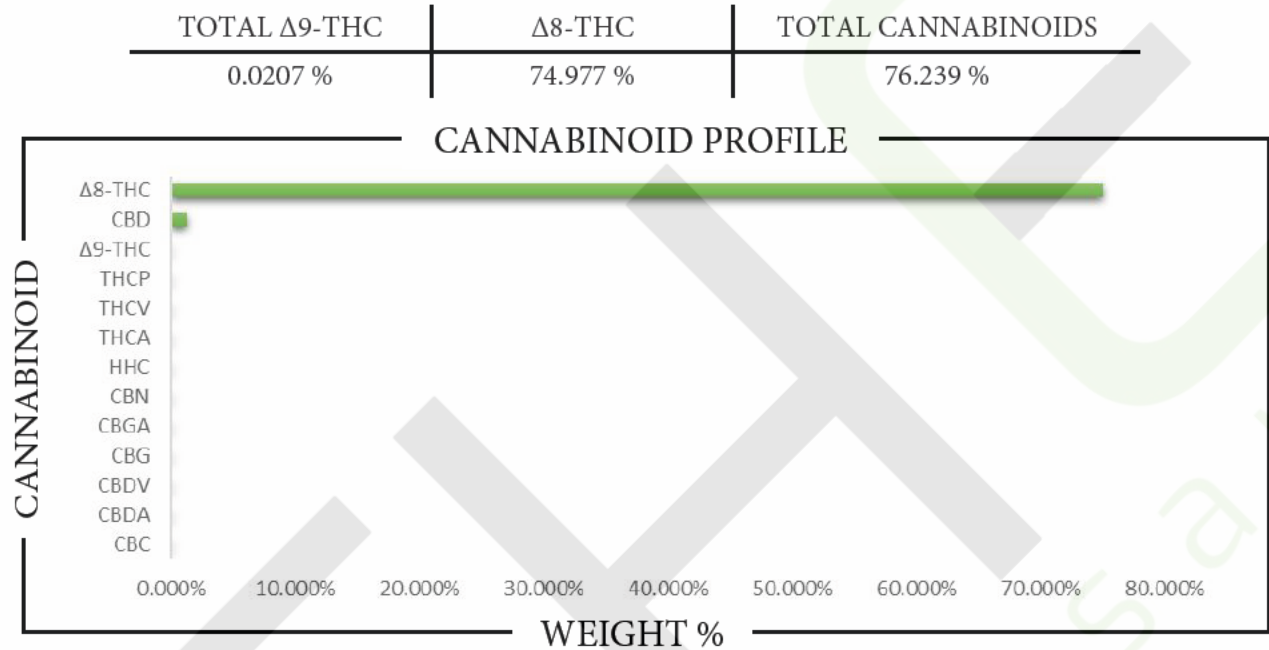 TOTAL Δ9-THC Δ8-THC TOTAL CANNABINOIDS
0.0207 % 74.977 % 76.239 %
CANNABINOID PROFILE
CANNABINOID
Δ8-THC
CBD
Δ9-THC
THCP
THCV
THCA
HHC
CBN
CBGA
CBG
CBDV
CBDA
CBC
0.000% 10.000% 20.000% 30.000% 40.000% 50.000% 60.000% 70.000% 80.000%
WEIGHT %